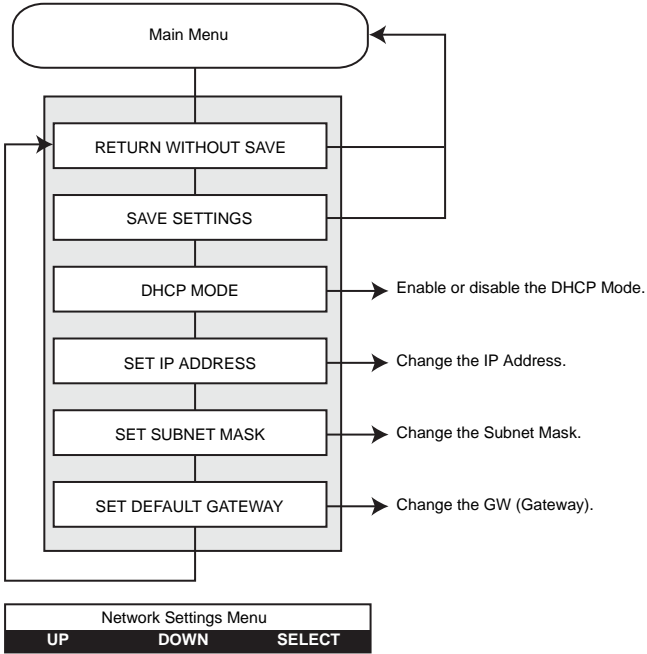 Main Menu
RETURN WITHOUT SAVE
SAVE SETTINGS
DHCP MODE
Enable or disable the DHCP Mode.
SET IP ADDRESS
Change the IP Address.
SET SUBNET MASK
Change the Subnet Mask.
SET DEFAULT GATEWAY
Change the GW (Gateway).
Network Settings Menu
UP DOWN SELECT